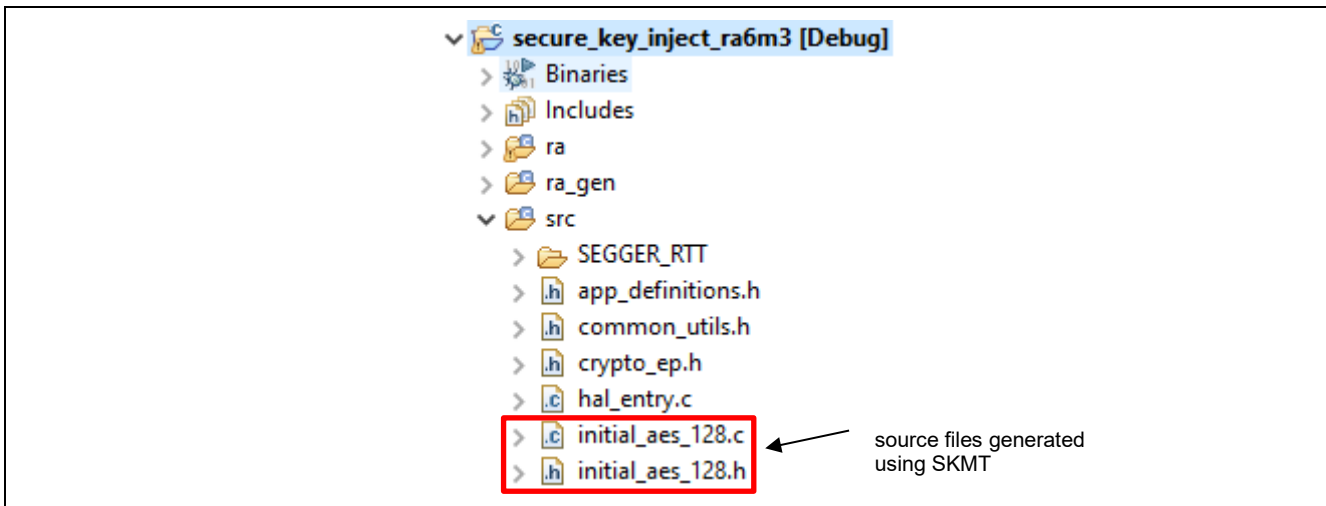 secure_key_inject_ra6m3 [Debug]
Binaries
Includes
ra
ra_gen
src
SEGGER_RTT
app_definitions.h
common_utils.h
crypto_ep.h
hal_entry.c
initial_aes_128.c
initial_aes_128.h
source files generated
using SKMT